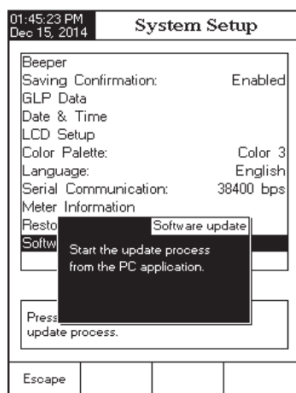 01:45:23 PM
Dec 15, 2014
System Setup
Beeper
Saving Confirmation: Enabled
GLP Data
Date & Time
LCD Setup
Color Palette: Color 3
Language: English
Serial Communication: 38400 bps
Meter Information
Resto
Softw
Software update
Start the update process
from the PC application.
Press
update process.
Escape